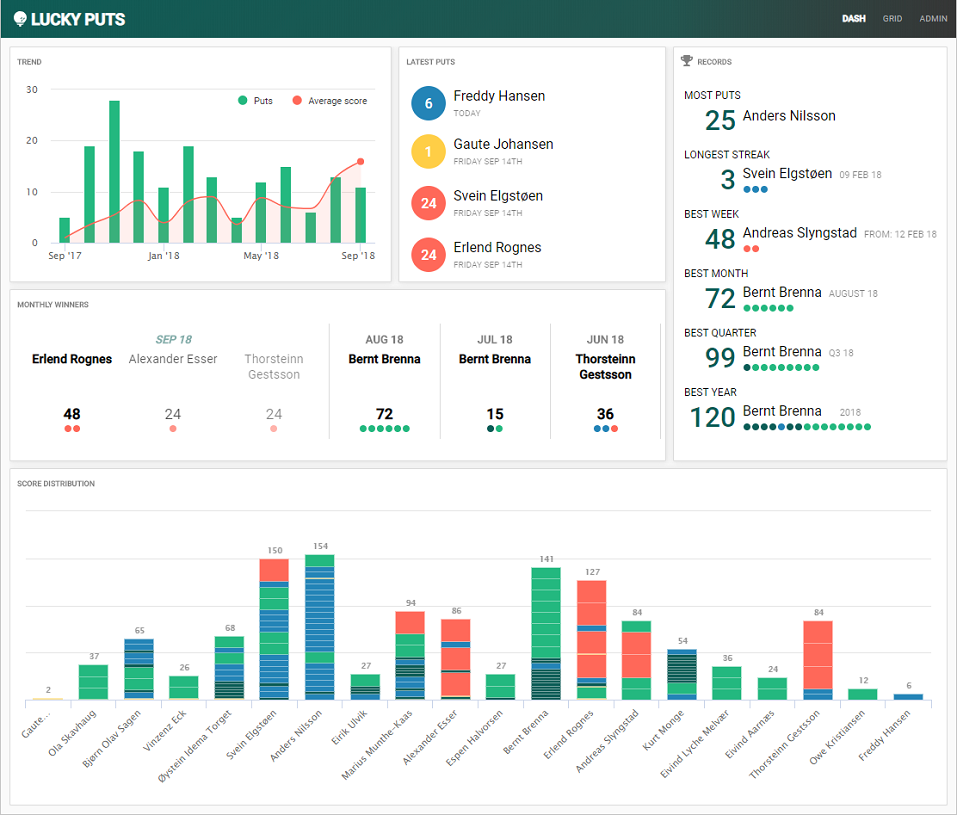 LUCKY PUTS
DASH GRID ADMIN
TREND
Puts Average score
30
20
10
0
Sep '17 Jan '18 May '18 Sep '18
LATEST PUTS
6 Freddy Hansen
TODAY
1 Gaute Johansen
FRIDAY SEP 14TH
24 Svein Elgstøen
FRIDAY SEP 14TH
24 Erlend Rognes
FRIDAY SEP 14TH
RECORDS
MOST PUTS
25 Anders Nilsson
LONGEST STREAK
3 Svein Elgstøen 09 FEB 18
BEST WEEK
48 Andreas Slyngstad FROM: 12 FEB 18
BEST MONTH
72 Bernt Brenna AUGUST 18
BEST QUARTER
99 Bernt Brenna Q3 18
BEST YEAR
120 Bernt Brenna 2018
MONTHLY WINNERS
SEP 18
Erlend Rognes Alexander Esser Thorsteinn
Gestsson
48 24 24
AUG 18
Bernt Brenna
72
JUL 18
Bernt Brenna
15
JUN 18
Thorsteinn
Gestsson
36
SCORE DISTRIBUTION
2 37 65 26 68 150 154 27 94 86 27 141 127 84 54 36 24 84 12 6
Gaute...
Ola Skavhaug
Bjørn Olav Sagen
Vinzenz Eck
Øystein Idema Torget
Svein Elgstøen
Anders Nilsson
Eirik Ulvik
Marius Munthe-Kaas
Alexander Esser
Espen Halvorsen
Bernt Brenna
Erlend Rognes
Andreas Slyngstad
Kurt Monge
Eivind Lyche Melvær
Eivind Aarnæs
Thorsteinn Gestsson
Owe Kristiansen
Freddy Hansen